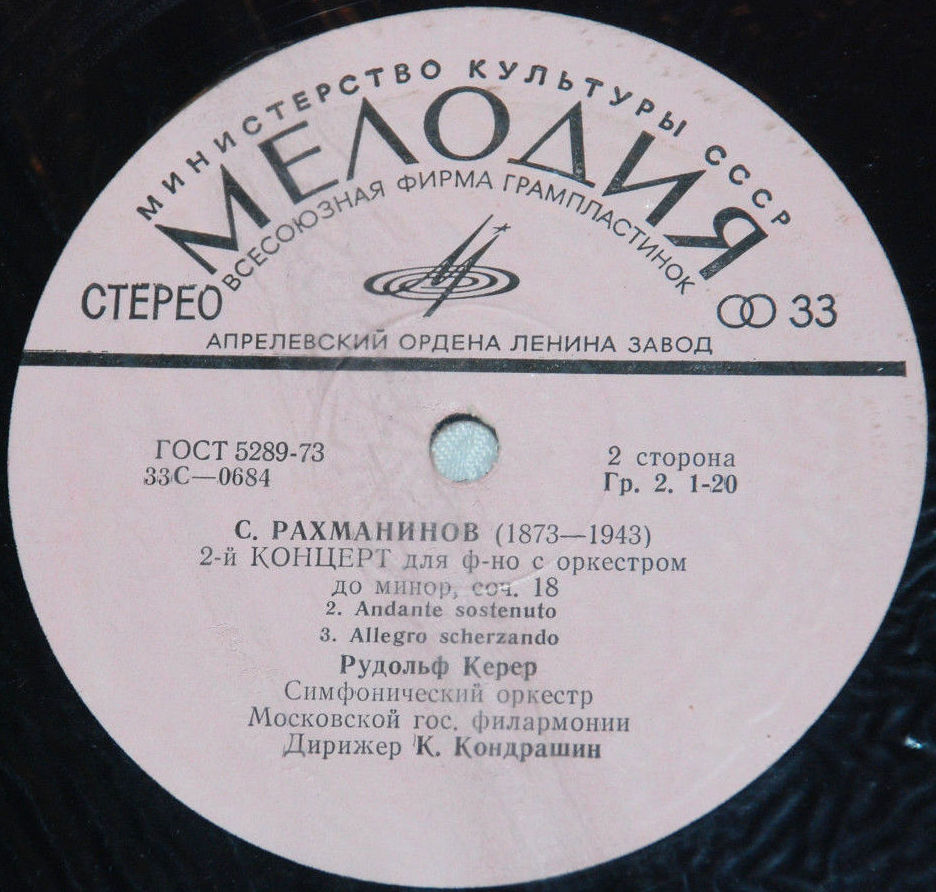 МИНИСТЕРСТВО КУЛЬТУРЫ СССР
МЕЛОДИЯ
ВСЕСОЮЗНАЯ ФИРМА ГРАМПЛАСТИНОК
СТЕРЕО
33
АПРЕЛЕВСКИЙ ОРДЕНА ЛЕНИНА ЗАВОД
ГОСТ 5289-73
33С—0684
2 сторона
Гр. 2. 1-20
С. РАХМАНИНОВ (1873—1943)
2-й КОНЦЕРТ для ф-но с оркестром
до минор, соч. 18
2. Andante sostenuto
3. Allegro scherzando
Рудольф Керер
Симфонический оркестр
Московской гос. филармонии
Дирижер К. Кондрашин